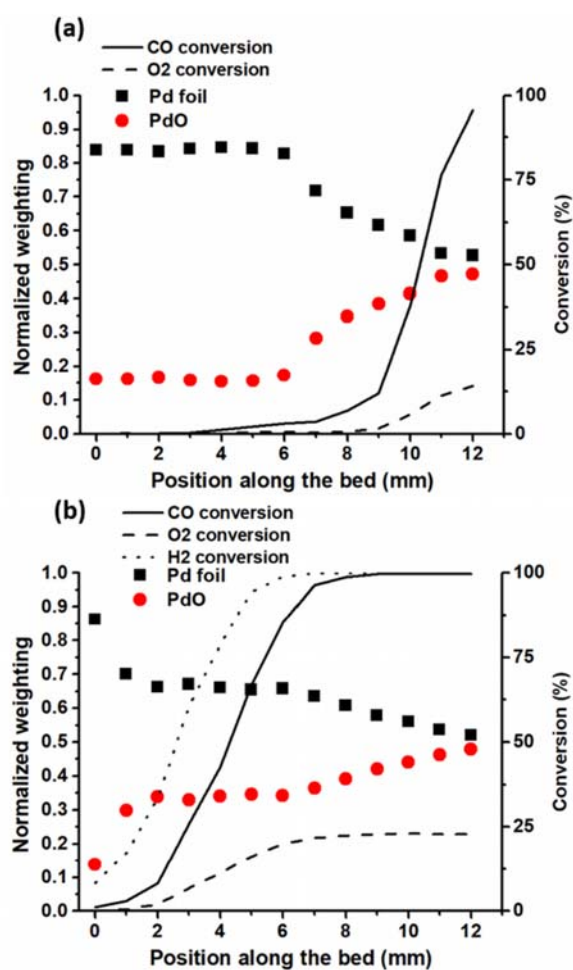 (a)
CO conversion
O2 conversion
Pd foil
PdO
1.0
0.9
0.8
0.7
0.6
0.5
0.4
0.3
0.2
0.1
0.0
Normalized weighting
100
75
50
25
0
Conversion (%)
0 2 4 6 8 10 12
Position along the bed (mm)
(b)
CO conversion
O2 conversion
H2 conversion
Pd foil
PdO
1.0
0.9
0.8
0.7
0.6
0.5
0.4
0.3
0.2
0.1
0.0
Normalized weighting
100
75
50
25
0
Conversion (%)
0 2 4 6 8 10 12
Position along the bed (mm)